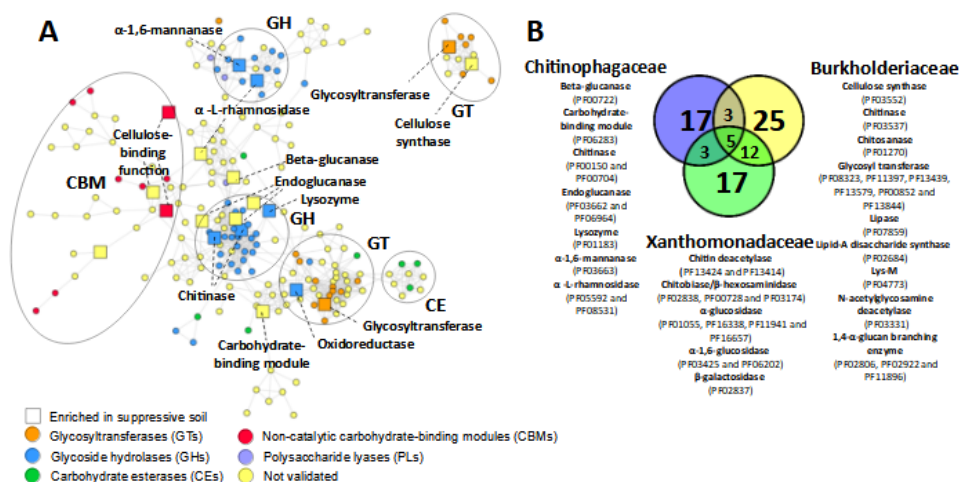 A
α-1,6-mannanase
GH
Glycosyltransferase
GT
Cellulose
synthase
α -L-rhamnosidase
Cellulose-
binding
function
CBM
Beta-glucanase
Endoglucanase
Lysozyme
GH
GT
CE
Chitinase
Glycosyltransferase
Oxidoreductase
Carbohydrate-
binding module
Enriched in suppressive soil
Glycosyltransferases (GTs)
Glycoside hydrolases (GHs)
Carbohydrate esterases (CEs)
Non-catalytic carbohydrate-binding modules (CBMs)
Polysaccharide lyases (PLs)
Not validated
B
Chitinophagaceae
Beta-glucanase
(PF00722)
Carbohydrate-
binding module
(PF06283)
Chitinase
(PF00150 and
PF00704)
Endoglucanase
(PF03662 and
PF06964)
Lysozyme
(PF01183)
α-1,6-mannanase
(PF03663)
α -L-rhamnosidase
(PF05592 and
PF08531)
17
3
25
5
3
12
17
Xanthomonadaceae
Chitin deacetylase
(PF13424 and PF13414)
Chitobiase/β-hexosaminidase
(PF02838, PF00728 and PF03174)
α-glucosidase
(PF01055, PF16338, PF11941 and
PF16657)
α-1,6-glucosidase
(PF03425 and PF06202)
β-galactosidase
(PF02837)
Burkholderiaceae
Cellulose synthase
(PF03552)
Chitinase
(PF03537)
Chitosanase
(PF01270)
Glycosyl transferase
(PF08323, PF11397, PF13439,
PF13579, PF00852 and
PF13844)
Lipase
(PF07859)
Lipid-A disaccharide synthase
(PF02684)
Lys-M
(PF04773)
N-acetylglycosamine
deacetylase
(PF03331)
1,4-α-glucan branching
enzyme
(PF02806, PF02922 and
PF11896)